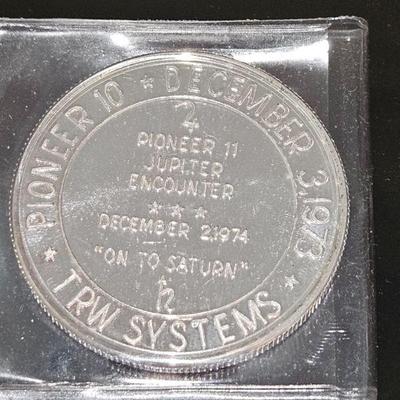 PIONEER 10 ★ DECEMBER 3, 1973
★ TRW SYSTEMS ★
♃
PIONEER 11
JUPITER
ENCOUNTER
★ ★ ★
DECEMBER 2, 1974
"ON TO SATURN"
♄